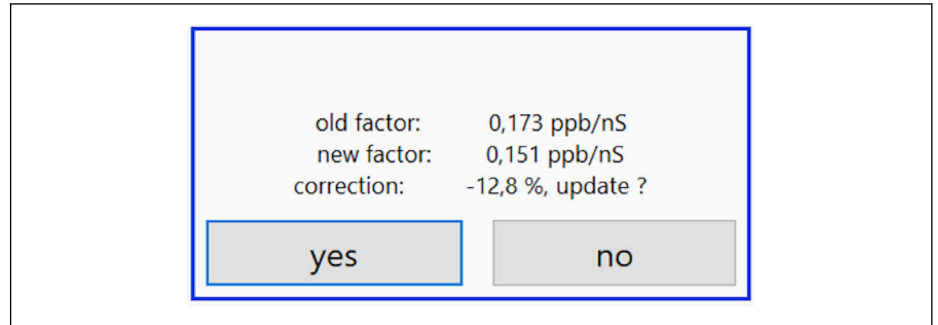 old factor: 0,173 ppb/nS
new factor: 0,151 ppb/nS
correction: -12,8 %, update ?
yes no